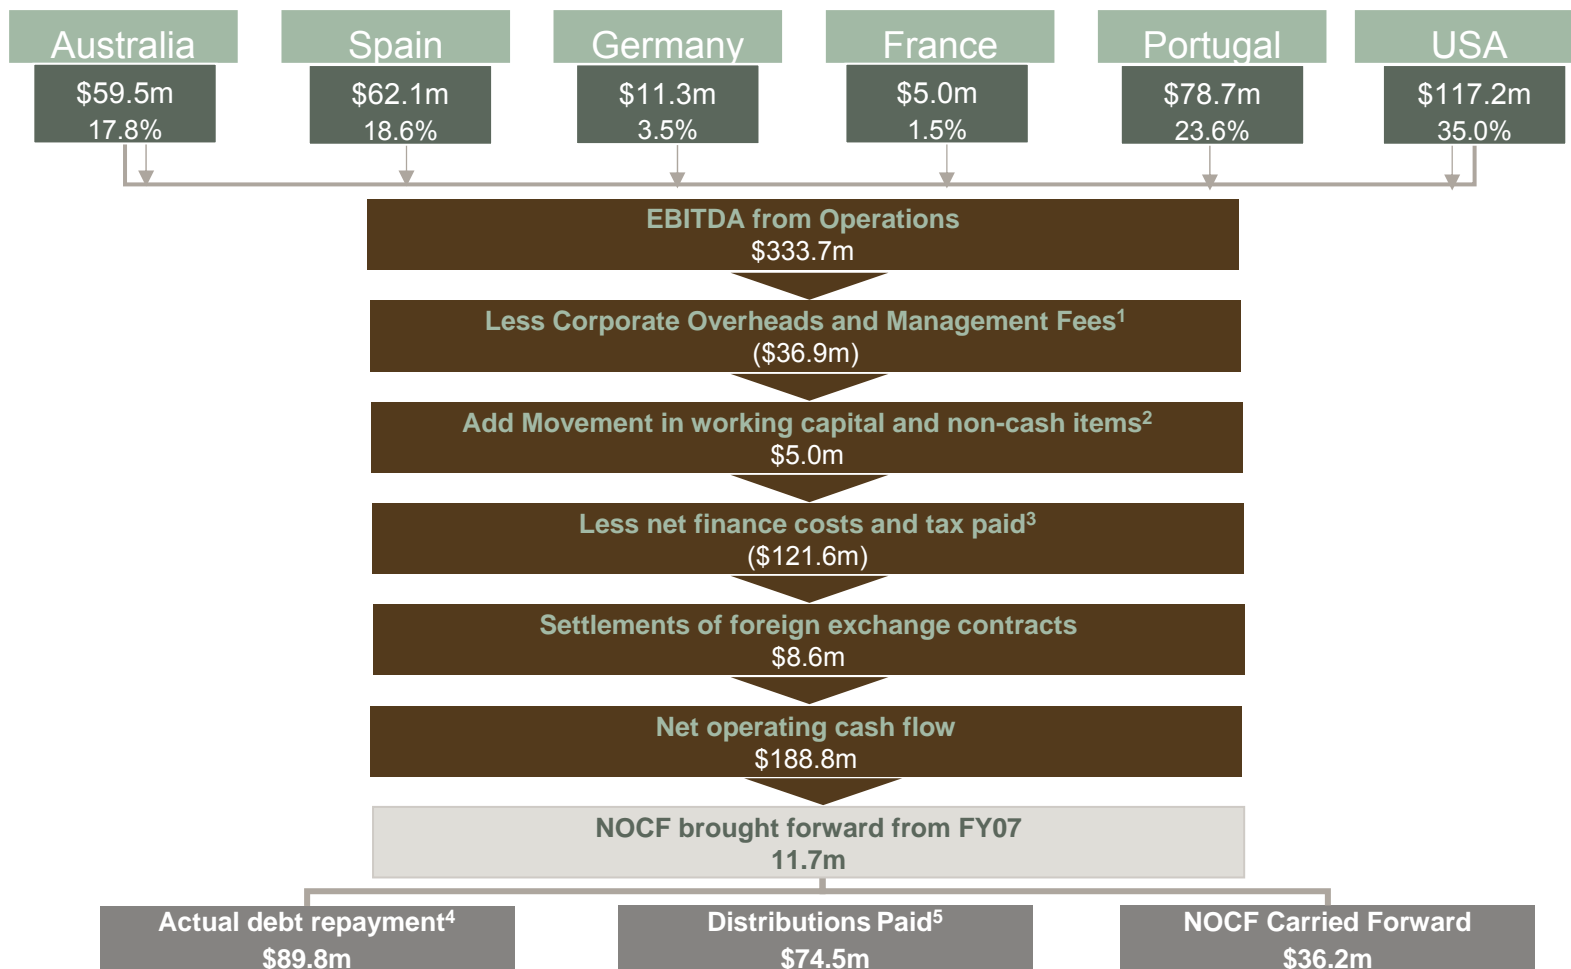 Australia
$59.5m
17.8%
Spain
$62.1m
18.6%
Germany
$11.3m
3.5%
France
$5.0m
1.5%
Portugal
$78.7m
23.6%
USA
$117.2m
35.0%
EBITDA from Operations
$333.7m
Less Corporate Overheads and Management Fees¹
($36.9m)
Add Movement in working capital and non-cash items²
$5.0m
Less net finance costs and tax paid³
($121.6m)
Settlements of foreign exchange contracts
$8.6m
Net operating cash flow
$188.8m
NOCF brought forward from FY07
11.7m
Actual debt repayment⁴
$89.8m
Distributions Paid⁵
$74.5m
NOCF Carried Forward
$36.2m